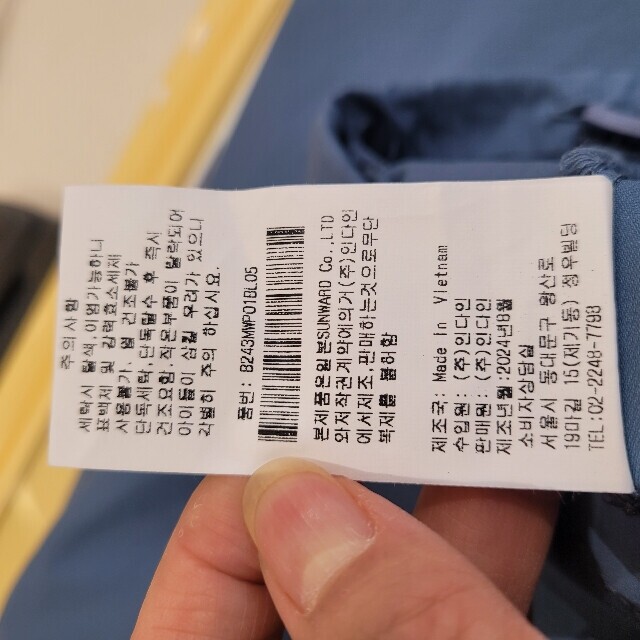 주의사항
세탁시 탈색, 이염가능하니
표백제 및 강력효소세제
사용불가, 열 건조불가
단독세탁, 단독탈수 후 즉시
건조요함, 작은부품이 탈락되어
아이들이 삼킬 우려가 있으니
각별히 주의 하십시요.
품번: B243MWP01BL05
본제품은일본SUNWARD Co.,LTD
와저작권계약에의거(주)인다인
에서제조,판매하는것으로무단
복제를 불허함
제조국: Made in Vietnam
수입원: (주)인다인
판매원: (주)인다인
제조년월:2024년8월
소비자상담실
서울시 동대문구 왕산로
19마길 15(제기동) 정우빌딩
TEL:02-2248-7798